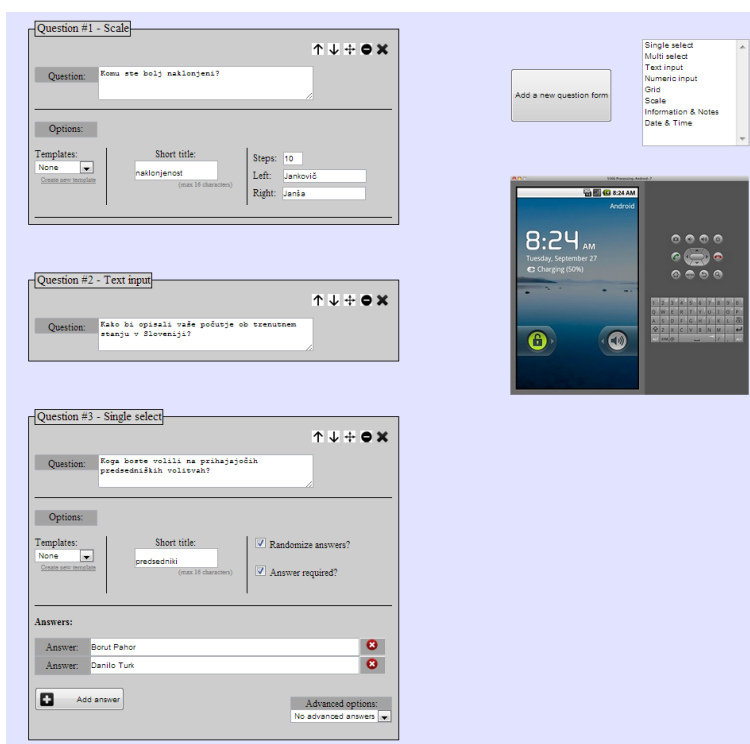 Question #1 - Scale
Question:
Komu ste bolj naklonjeni?
Options:
Templates:
None
Create new template
Short title:
naklonjenost
(max 16 characters)
Steps: 10
Left: Jankovič
Right: Janša
Question #2 - Text input
Question:
Kako bi opisali vaše počutje ob trenutnem
stanju v Sloveniji?
Question #3 - Single select
Question:
Koga boste volili na prihajajočih
predsedniških volitvah?
Options:
Templates:
None
Create new template
Short title:
predsedniki
(max 16 characters)
Randomize answers?
Answer required?
Answers:
Answer: Borut Pahor
Answer: Danilo Turk
Add answer
Advanced options:
No advanced answers
Add a new question form
Single select
Multi select
Text input
Numeric input
Grid
Scale
Information & Notes
Date & Time
8:24 AM
Android
8:24 AM
Tuesday, September 27
Charging (50%)